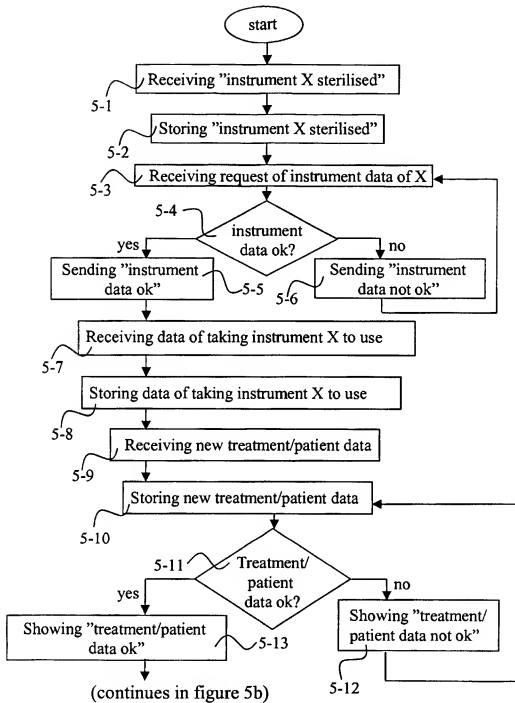 start
Receiving "instrument X sterilised"
5-1
Storing "instrument X sterilised"
5-2
Receiving request of instrument data of X
5-3
5-4
instrument
data ok?
yes
no
Sending "instrument
data ok"
5-5
Sending "instrument
data not ok"
5-6
Receiving data of taking instrument X to use
5-7
Storing data of taking instrument X to use
5-8
Receiving new treatment/patient data
5-9
Storing new treatment/patient data
5-10
5-11
Treatment/
patient
data ok?
yes
no
Showing "treatment/patient
data ok"
5-13
Showing "treatment/
patient data not ok"
5-12
(continues in figure 5b)